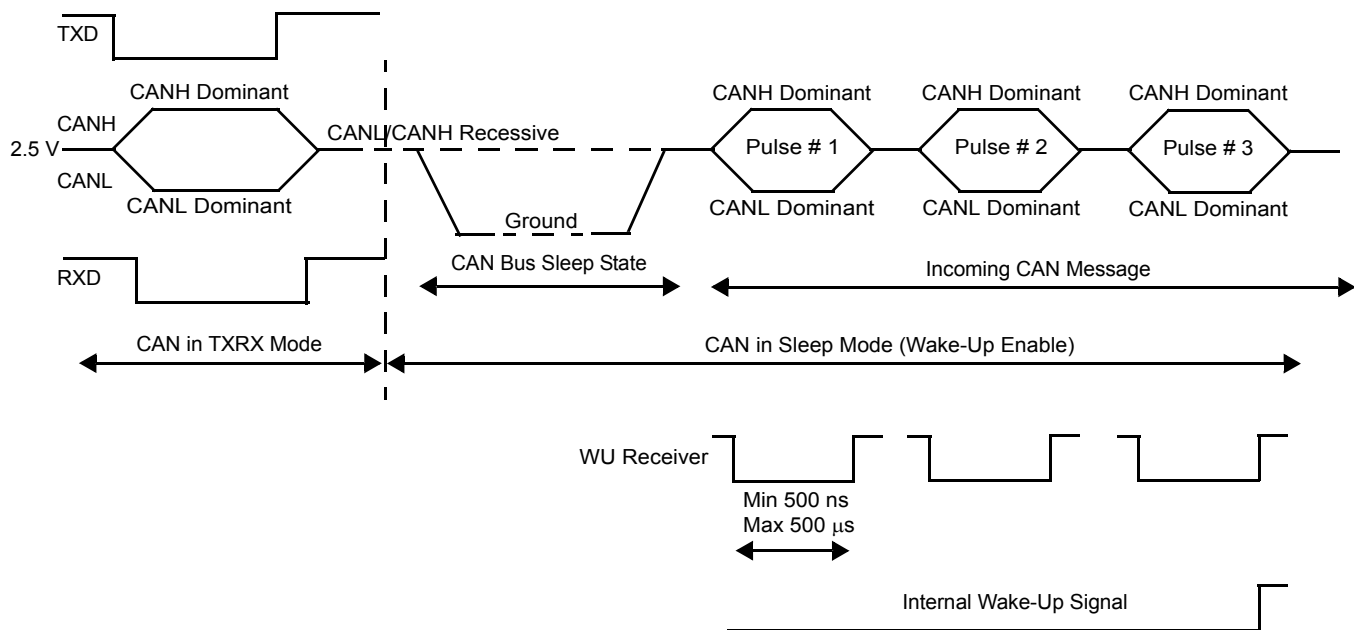 TXD
CANH Dominant
CANH Dominant
CANH Dominant
CANH Dominant
CANH
CANL/CANH Recessive
Pulse # 1
Pulse # 2
Pulse # 3
2.5 V
CANL
CANL Dominant
Ground
CANL Dominant
CANL Dominant
CANL Dominant
CAN Bus Sleep State
Incoming CAN Message
RXD
CAN in TXRX Mode
CAN in Sleep Mode (Wake-Up Enable)
WU Receiver
Min 500 ns
Max 500 μs
Internal Wake-Up Signal